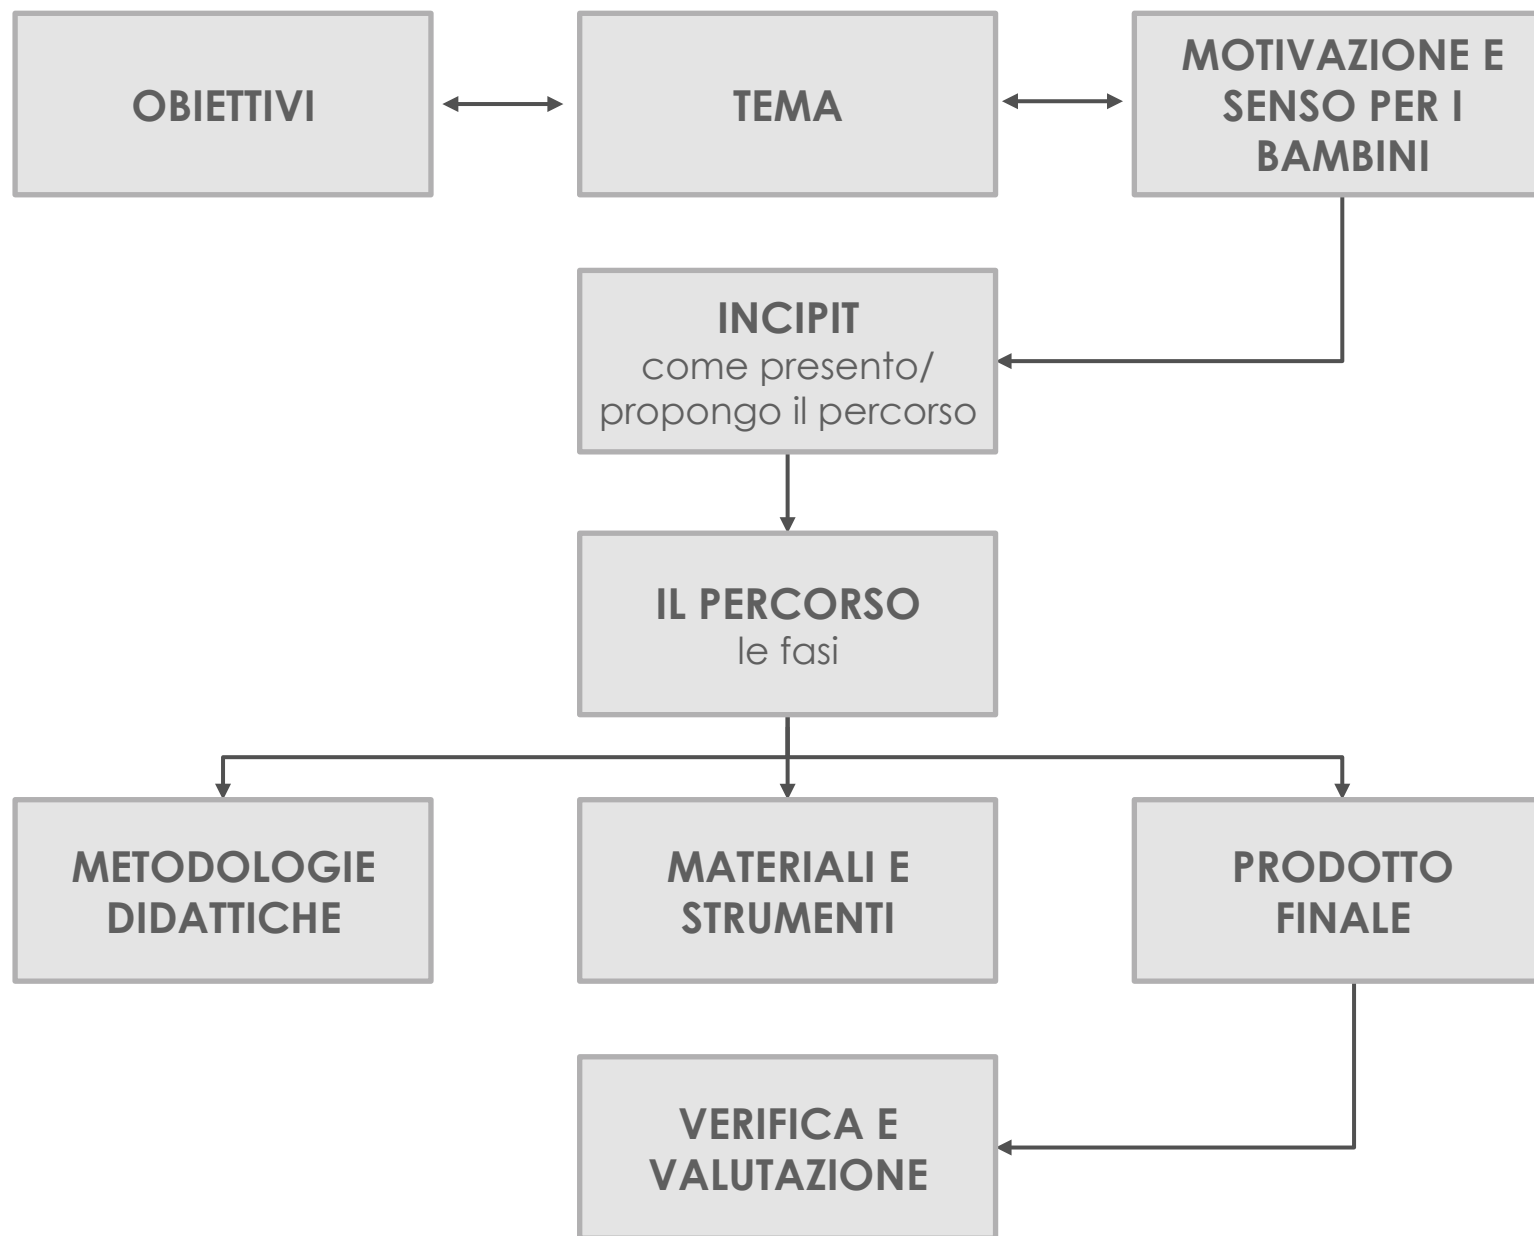 OBIETTIVI
TEMA
MOTIVAZIONE E
SENSO PER I
BAMBINI
INCIPIT
come presento/
propongo il percorso
IL PERCORSO
le fasi
METODOLOGIE
DIDATTICHE
MATERIALI E
STRUMENTI
PRODOTTO
FINALE
VERIFICA E
VALUTAZIONE